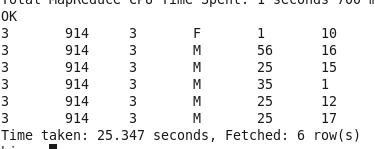 Total MapReduce CPU Time Spent: 1 seconds 700 m
OK
3 914 3 F 1 10
3 914 3 M 56 16
3 914 3 M 25 15
3 914 3 M 35 1
3 914 3 M 25 12
3 914 3 M 25 17
Time taken: 25.347 seconds, Fetched: 6 row(s)